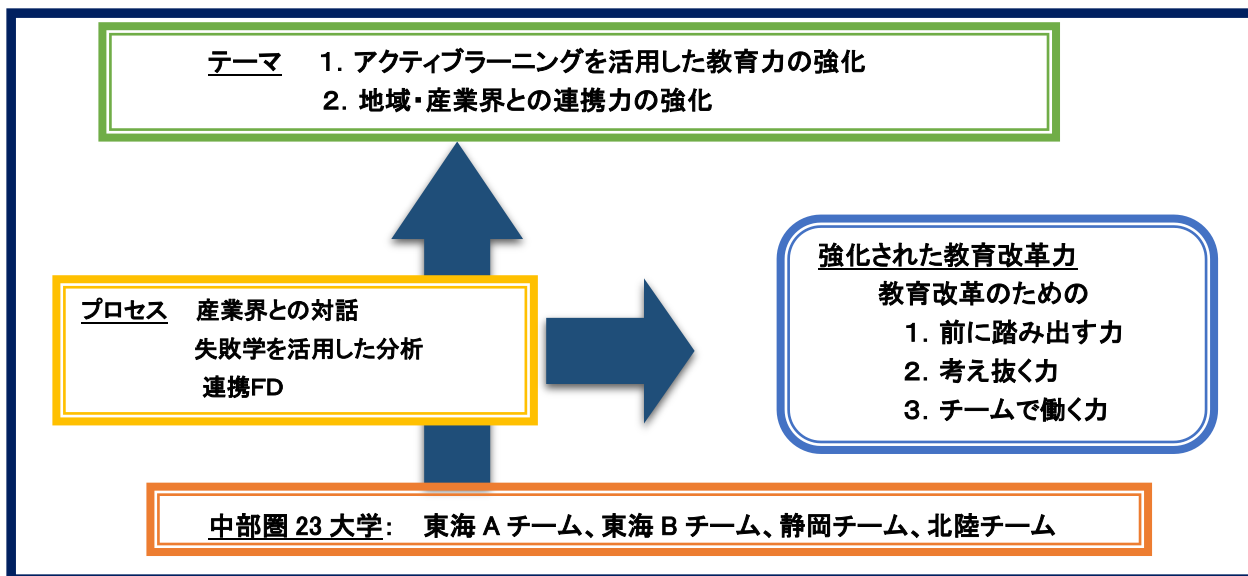 テーマ 1．アクティブラーニングを活用した教育力の強化
2．地域・産業界との連携力の強化
プロセス 産業界との対話
失敗学を活用した分析
連携FD
強化された教育改革力
教育改革のための
1．前に踏み出す力
2．考え抜く力
3．チームで働く力
中部圏 23 大学： 東海 A チーム、東海 B チーム、静岡チーム、北陸チーム